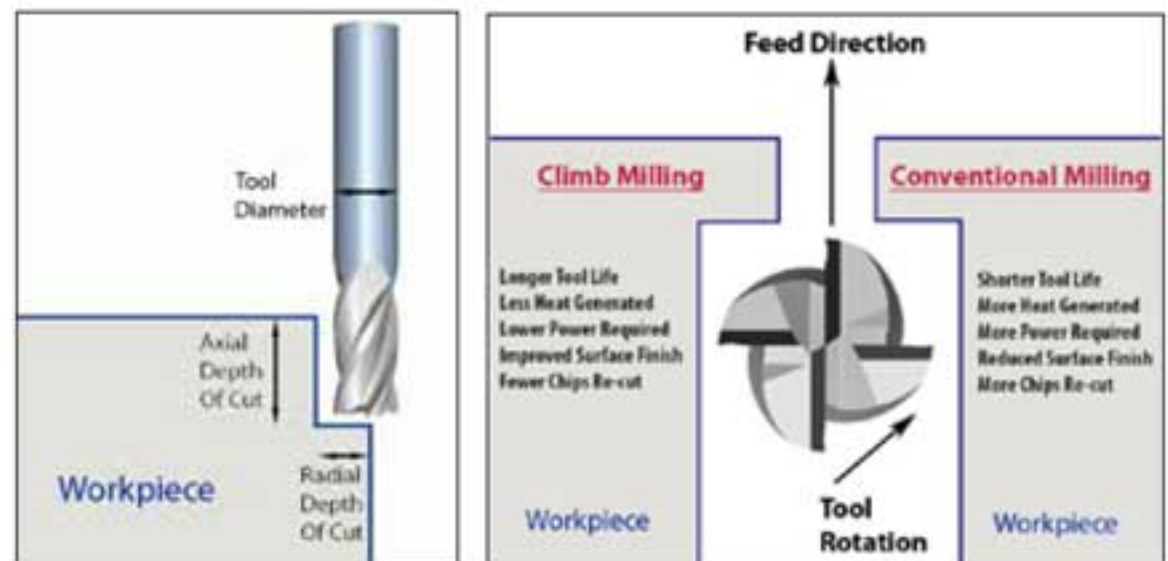 Tool
Diameter
Axial
Depth
Of Cut
Workpiece
Radial
Depth
Of Cut
Feed Direction
Climb Milling
Longer Tool Life
Less Heat Generated
Lower Power Required
Improved Surface Finish
Fewer Chips Re-cut
Workpiece
Tool
Rotation
Conventional Milling
Shorter Tool Life
More Heat Generated
More Power Required
Reduced Surface Finish
More Chips Re-cut
Workpiece